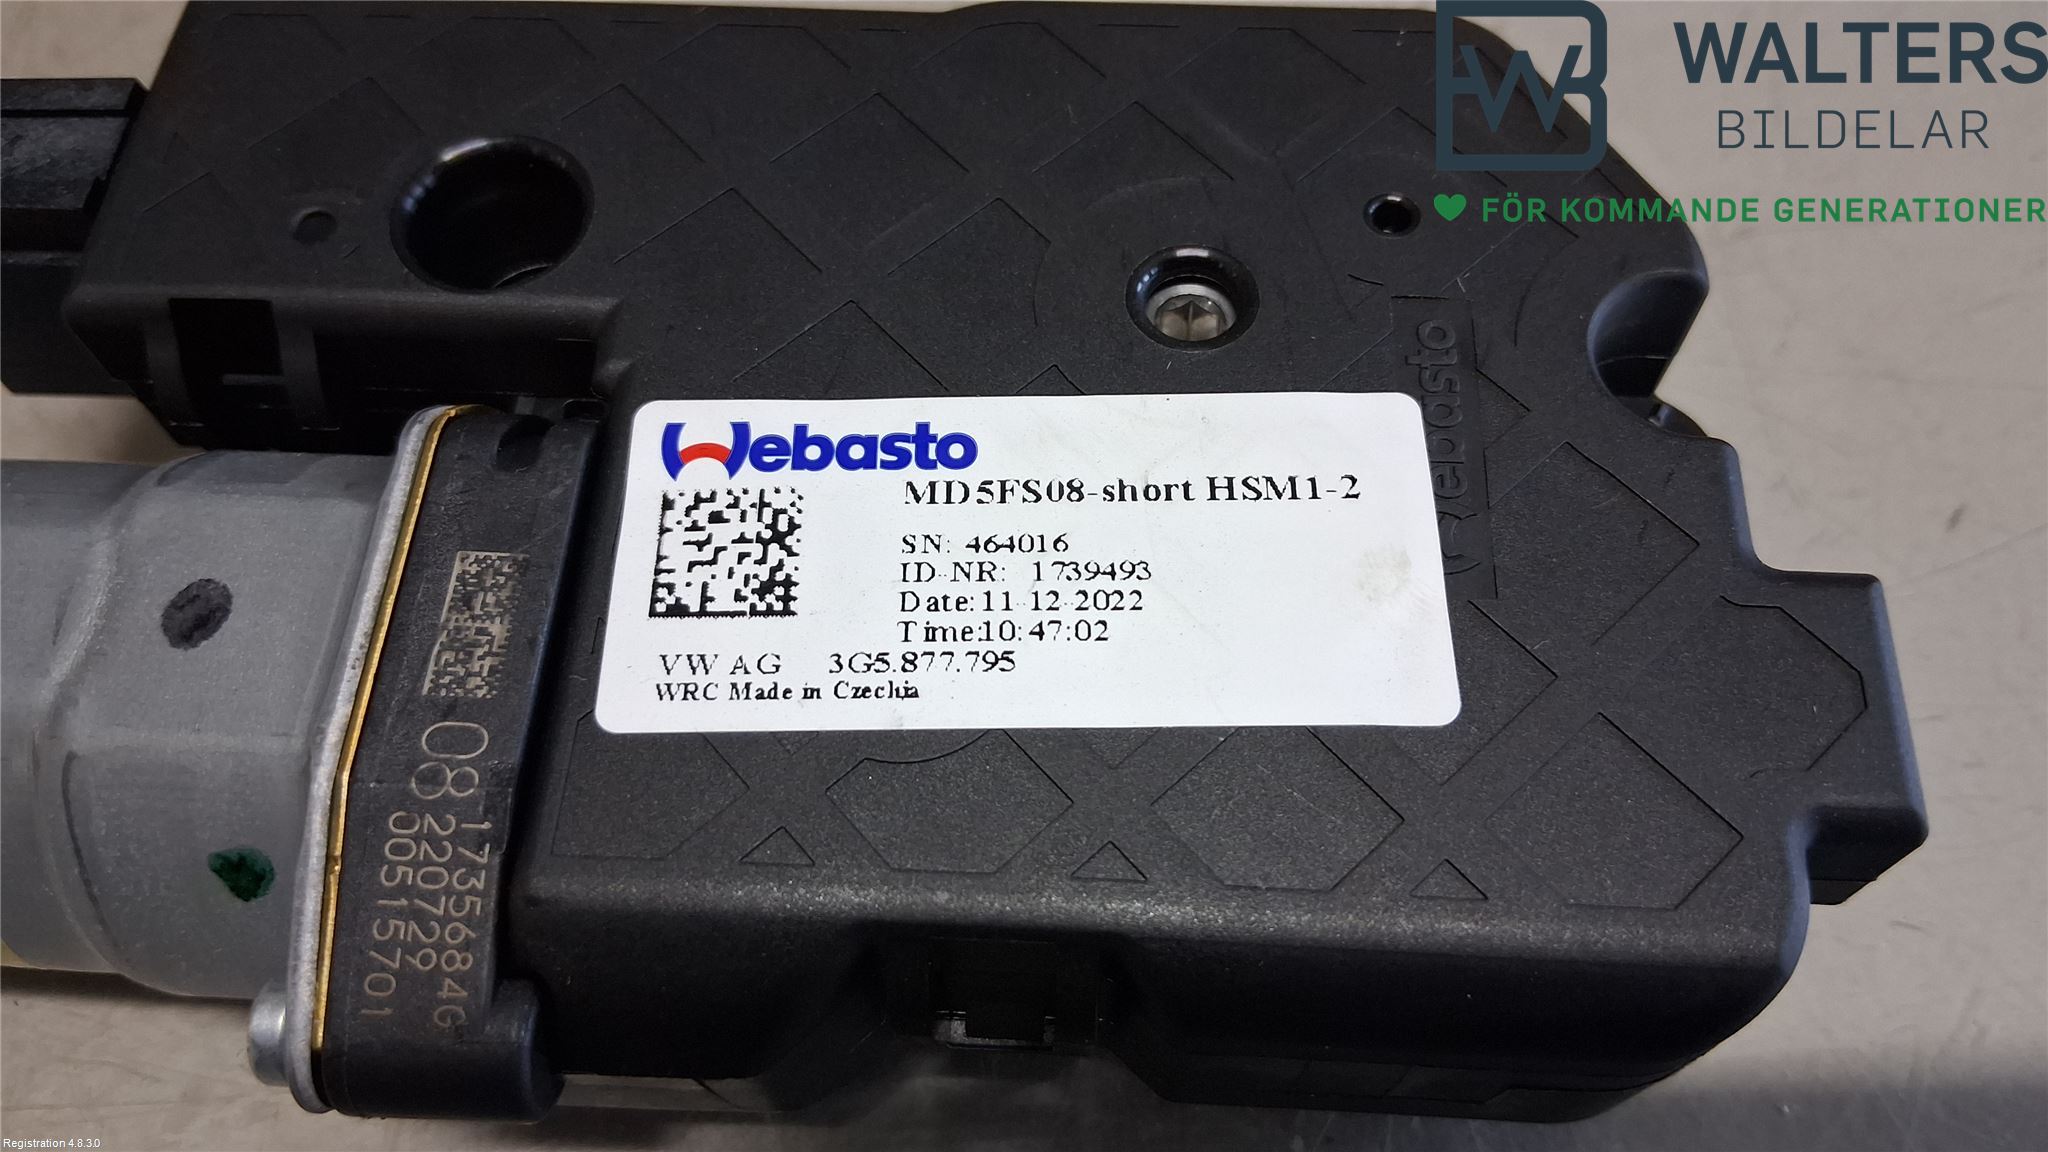 WALTERS
BILDELAR
FÖR KOMMANDE GENERATIONER
Webasto
Webasto
MD5FS08-short HSM1-2
SN: 464016
ID-NR: 1739493
Date:11 12 2022
Time:10:47:02
VW AG 3G5.877.795
WRC Made in Czechia
08 1735684G
08 220729
00515701
Registration 4.8.3.0